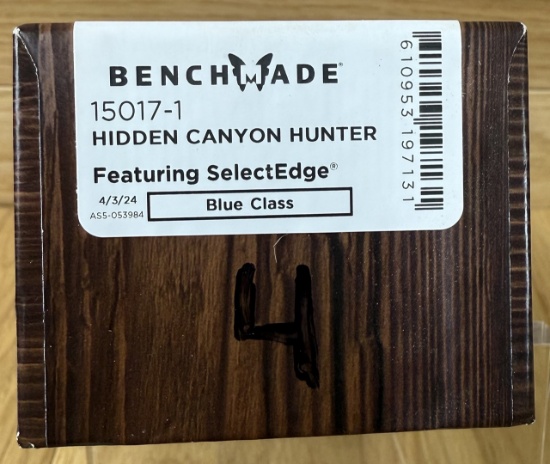 BENCHMADE®
15017-1
HIDDEN CANYON HUNTER
Featuring SelectEdge®
4/3/24
AS5-053984
Blue Class
610953 197131
4